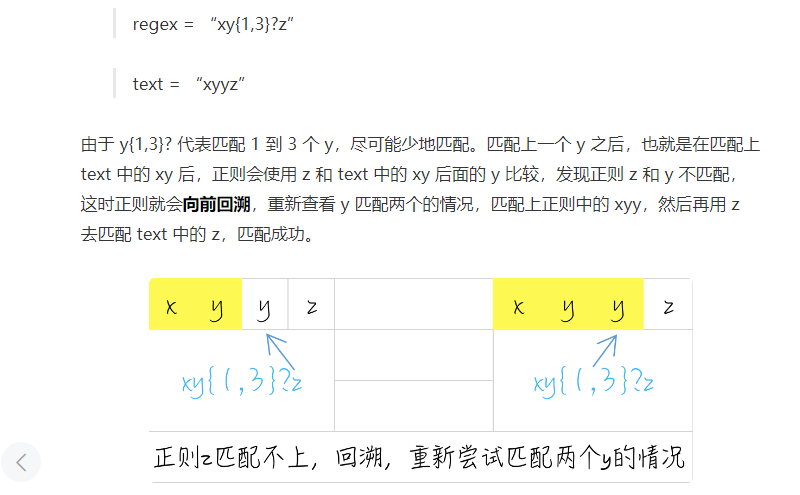 regex = “xy{1,3}?z”
text = “xyyz”
由于 y{1,3}? 代表匹配 1 到 3 个 y，尽可能少地匹配。匹配上一个 y 之后，也就是在匹配上
text 中的 xy 后，正则会使用 z 和 text 中的 xy 后面的 y 比较，发现正则 z 和 y 不匹配，
这时正则就会向前回溯，重新查看 y 匹配两个的情况，匹配上正则中的 xyy，然后再用 z
去匹配 text 中的 z，匹配成功。
x y y z x y y z
xy{1,3}?z xy{1,3}?z
正则z匹配不上，回溯，重新尝试匹配两个y的情况